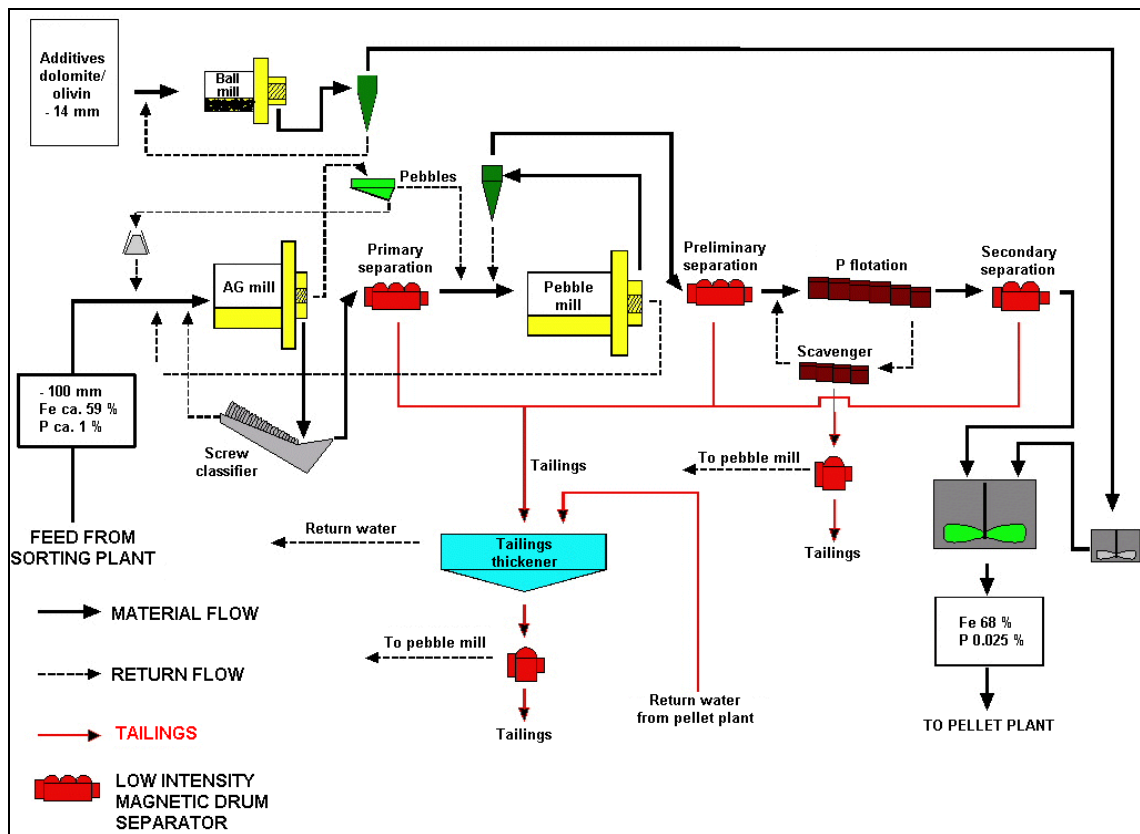 Additives
dolomite/
olivin
- 14 mm
Ball
mill
Pebbles
AG mill
Primary
separation
Pebble
mill
Preliminary
separation
P flotation
Secondary
separation
Scavenger
- 100 mm
Fe ca. 59 %
P ca. 1 %
Screw
classifier
FEED FROM
SORTING PLANT
Tailings
To pebble mill
Tailings
Return water
Tailings
thickener
To pebble mill
Tailings
Return water
from pellet plant
Fe 68 %
P 0.025 %
TO PELLET PLANT
MATERIAL FLOW
RETURN FLOW
TAILINGS
LOW INTENSITY
MAGNETIC DRUM
SEPARATOR